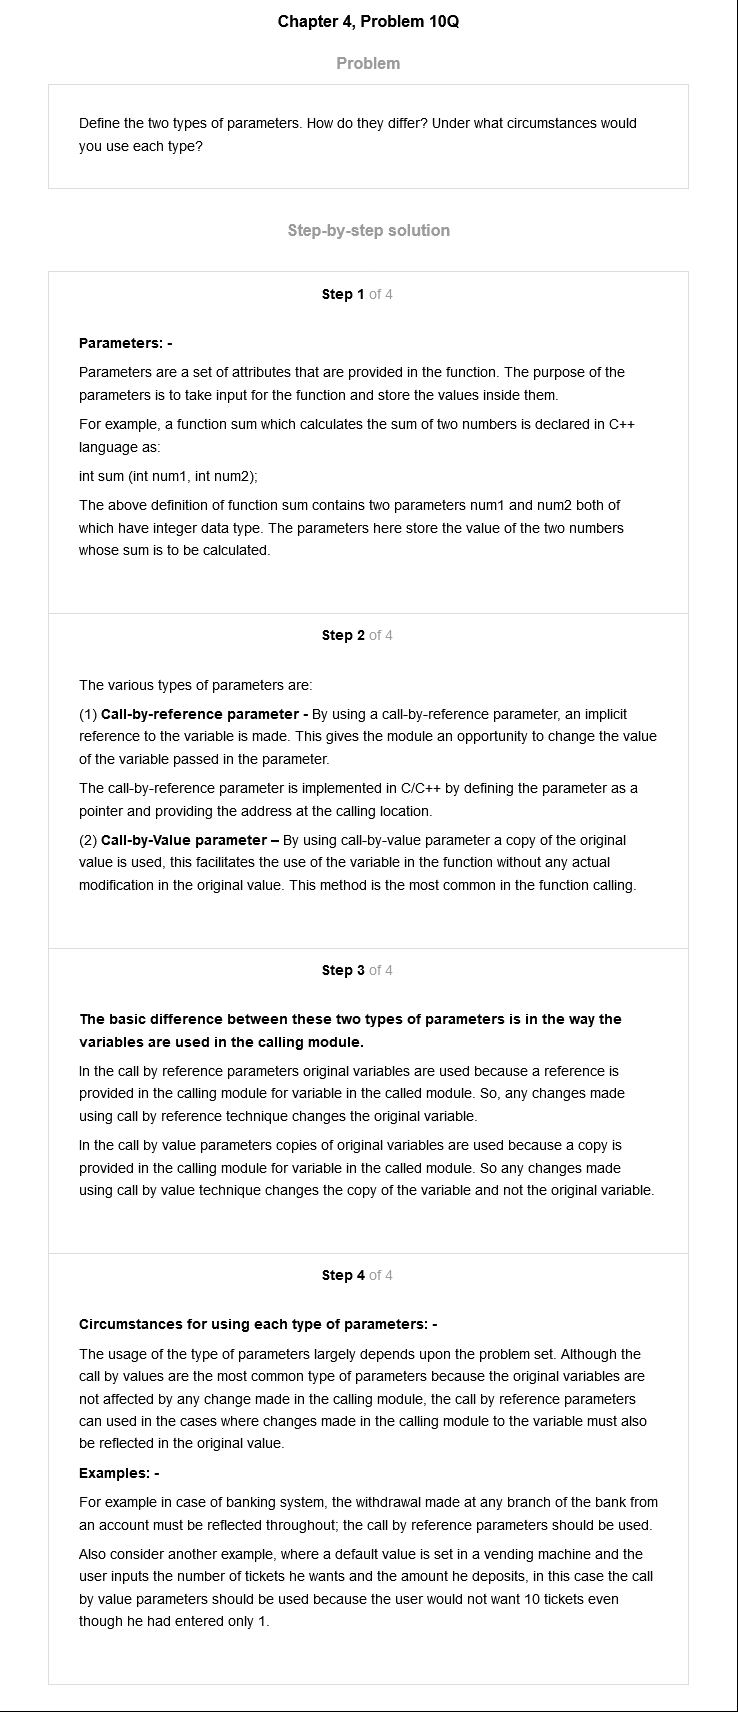 Chapter 4, Problem 10Q
Problem
Define the two types of parameters. How do they differ? Under what circumstances would
you use each type?
Step-by-step solution
Step 1 of 4
Parameters: -
Parameters are a set of attributes that are provided in the function. The purpose of the
parameters is to take input for the function and store the values inside them.
For example, a function sum which calculates the sum of two numbers is declared in C++
language as:
int sum (int num1, int num2);
The above definition of function sum contains two parameters num1 and num2 both of
which have integer data type. The parameters here store the value of the two numbers
whose sum is to be calculated.
Step 2 of 4
The various types of parameters are:
(1) Call-by-reference parameter - By using a call-by-reference parameter, an implicit
reference to the variable is made. This gives the module an opportunity to change the value
of the variable passed in the parameter.
The call-by-reference parameter is implemented in C/C++ by defining the parameter as a
pointer and providing the address at the calling location.
(2) Call-by-Value parameter – By using call-by-value parameter a copy of the original
value is used, this facilitates the use of the variable in the function without any actual
modification in the original value. This method is the most common in the function calling.
Step 3 of 4
The basic difference between these two types of parameters is in the way the
variables are used in the calling module.
In the call by reference parameters original variables are used because a reference is
provided in the calling module for variable in the called module. So, any changes made
using call by reference technique changes the original variable.
In the call by value parameters copies of original variables are used because a copy is
provided in the calling module for variable in the called module. So any changes made
using call by value technique changes the copy of the variable and not the original variable.
Step 4 of 4
Circumstances for using each type of parameters: -
The usage of the type of parameters largely depends upon the problem set. Although the
call by values are the most common type of parameters because the original variables are
not affected by any change made in the calling module, the call by reference parameters
can used in the cases where changes made in the calling module to the variable must also
be reflected in the original value.
Examples: -
For example in case of banking system, the withdrawal made at any branch of the bank from
an account must be reflected throughout; the call by reference parameters should be used.
Also consider another example, where a default value is set in a vending machine and the
user inputs the number of tickets he wants and the amount he deposits, in this case the call
by value parameters should be used because the user would not want 10 tickets even
though he had entered only 1.